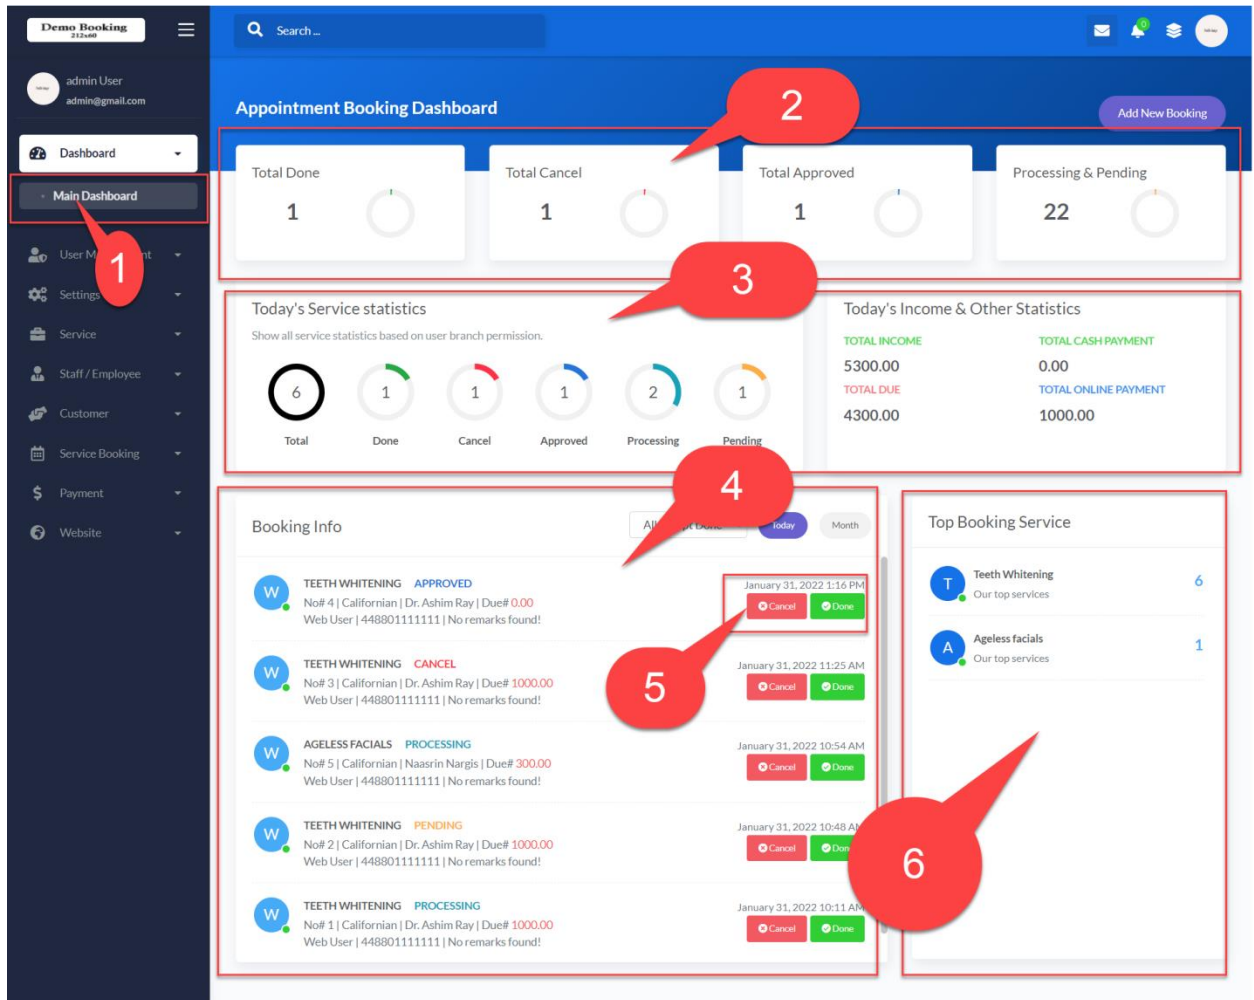 Demo Booking
212x60
Search ...
0
admin User
admin@gmail.com
Appointment Booking Dashboard
2
Add New Booking
Dashboard
Main Dashboard
1
User M nt
Settings
Service
Staff / Employee
Customer
Service Booking
Payment
Website
Total Done
1
Total Cancel
1
Total Approved
1
Processing & Pending
22
3
Today's Service statistics
Show all service statistics based on user branch permission.
6
1
1
1
2
1
Total
Done
Cancel
Approved
Processing
Pending
Today's Income & Other Statistics
TOTAL INCOME
TOTAL CASH PAYMENT
5300.00
0.00
TOTAL DUE
TOTAL ONLINE PAYMENT
4300.00
1000.00
4
Booking Info
Today
Month
W
TEETH WHITENING APPROVED
January 31, 2022 1:16 PM
No# 4 | Californian | Dr. Ashim Ray | Due# 0.00
Cancel
Done
Web User | 448801111111 | No remarks found!
5
W
TEETH WHITENING CANCEL
January 31, 2022 11:25 AM
No# 3 | Californian | Dr. Ashim Ray | Due# 1000.00
Cancel
Done
Web User | 448801111111 | No remarks found!
W
AGELESS FACIALS PROCESSING
January 31, 2022 10:54 AM
No# 5 | Californian | Naasrin Nargis | Due# 300.00
Cancel
Done
Web User | 448801111111 | No remarks found!
W
TEETH WHITENING PENDING
January 31, 2022 10:48 AM
No# 2 | Californian | Dr. Ashim Ray | Due# 1000.00
Cancel
Done
Web User | 448801111111 | No remarks found!
W
TEETH WHITENING PROCESSING
January 31, 2022 10:11 AM
No# 1 | Californian | Dr. Ashim Ray | Due# 1000.00
Cancel
Done
Web User | 448801111111 | No remarks found!
Top Booking Service
T
Teeth Whitening
6
Our top services
A
Ageless facials
1
Our top services
6